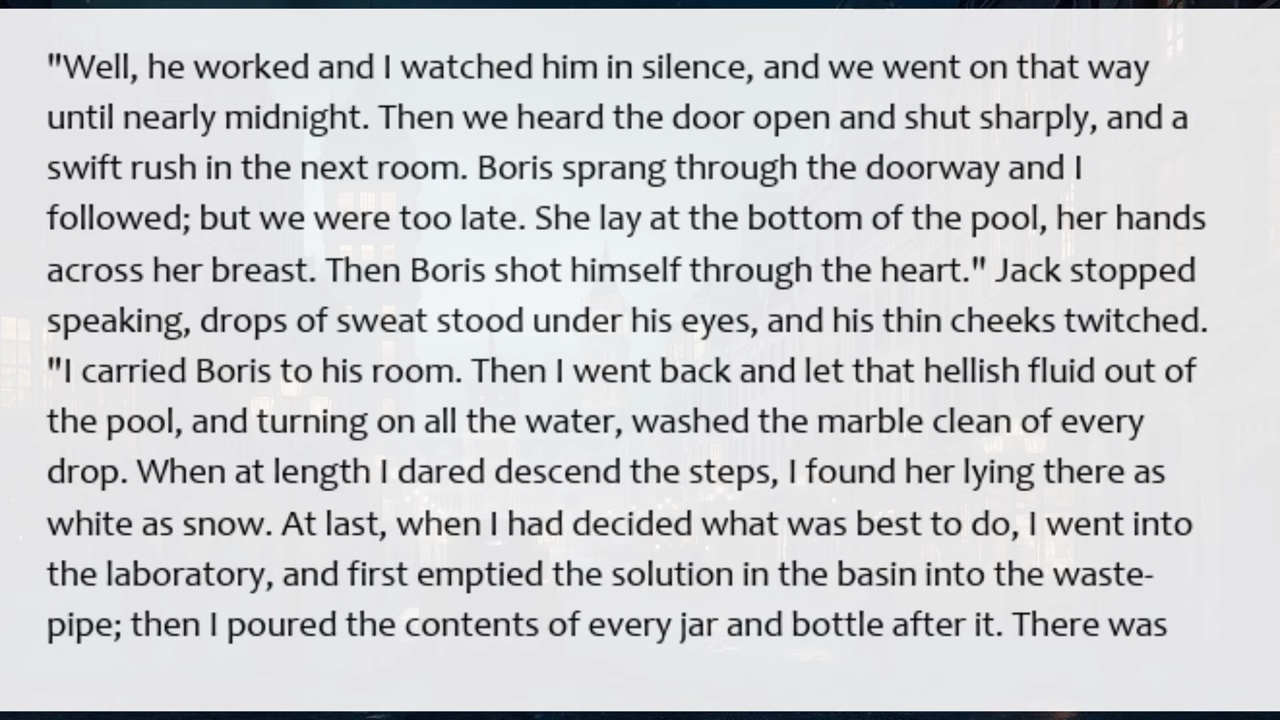 "Well, he worked and I watched him in silence, and we went on that way
until nearly midnight. Then we heard the door open and shut sharply, and a
swift rush in the next room. Boris sprang through the doorway and I
followed; but we were too late. She lay at the bottom of the pool, her hands
across her breast. Then Boris shot himself through the heart." Jack stopped
speaking, drops of sweat stood under his eyes, and his thin cheeks twitched.
"I carried Boris to his room. Then I went back and let that hellish fluid out of
the pool, and turning on all the water, washed the marble clean of every
drop. When at length I dared descend the steps, I found her lying there as
white as snow. At last, when I had decided what was best to do, I went into
the laboratory, and first emptied the solution in the basin into the waste-
pipe; then I poured the contents of every jar and bottle after it. There was